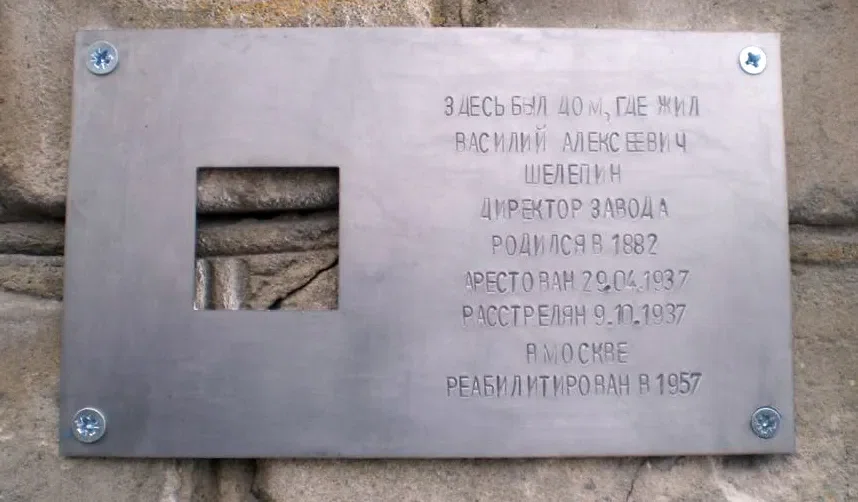 ЗДЕСЬ БЫЛ ДОМ, ГДЕ ЖИЛ
ВАСИЛИЙ АЛЕКСЕЕВИЧ
ШЕЛЕПИН
ДИРЕКТОР ЗАВОДА
РОДИЛСЯ В 1882
АРЕСТОВАН 29.04.1937
РАССТРЕЛЯН 9.10.1937
В МОСКВЕ
РЕАБИЛИТИРОВАН В 1957